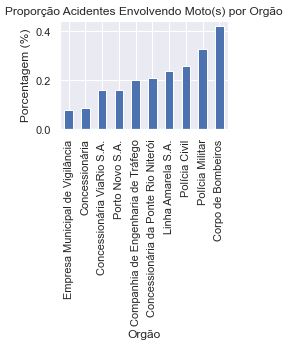 Proporção Acidentes Envolvendo Moto(s) por Orgão
Porcentagem (%)
0.4
0.2
0.0
Empresa Municipal de Vigilância
Concessionária
Concessionária ViaRio S.A.
Porto Novo S.A.
Companhia de Engenharia de Tráfego
Concessionária da Ponte Rio Niterói
Linha Amarela S.A.
Polícia Civil
Polícia Militar
Corpo de Bombeiros
Orgão